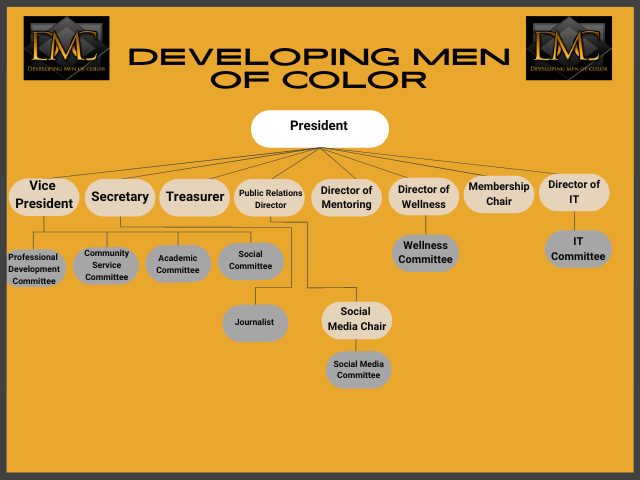 DMC
DEVELOPING MEN OF COLOR
DEVELOPING MEN
OF COLOR
DMC
DEVELOPING MEN OF COLOR
President
Vice
President
Secretary
Treasurer
Public Relations
Director
Director of
Mentoring
Director of
Wellness
Membership
Chair
Director of
IT
Professional
Development
Committee
Community
Service
Committee
Academic
Committee
Social
Committee
Wellness
Committee
IT
Committee
Journalist
Social
Media Chair
Social Media
Committee